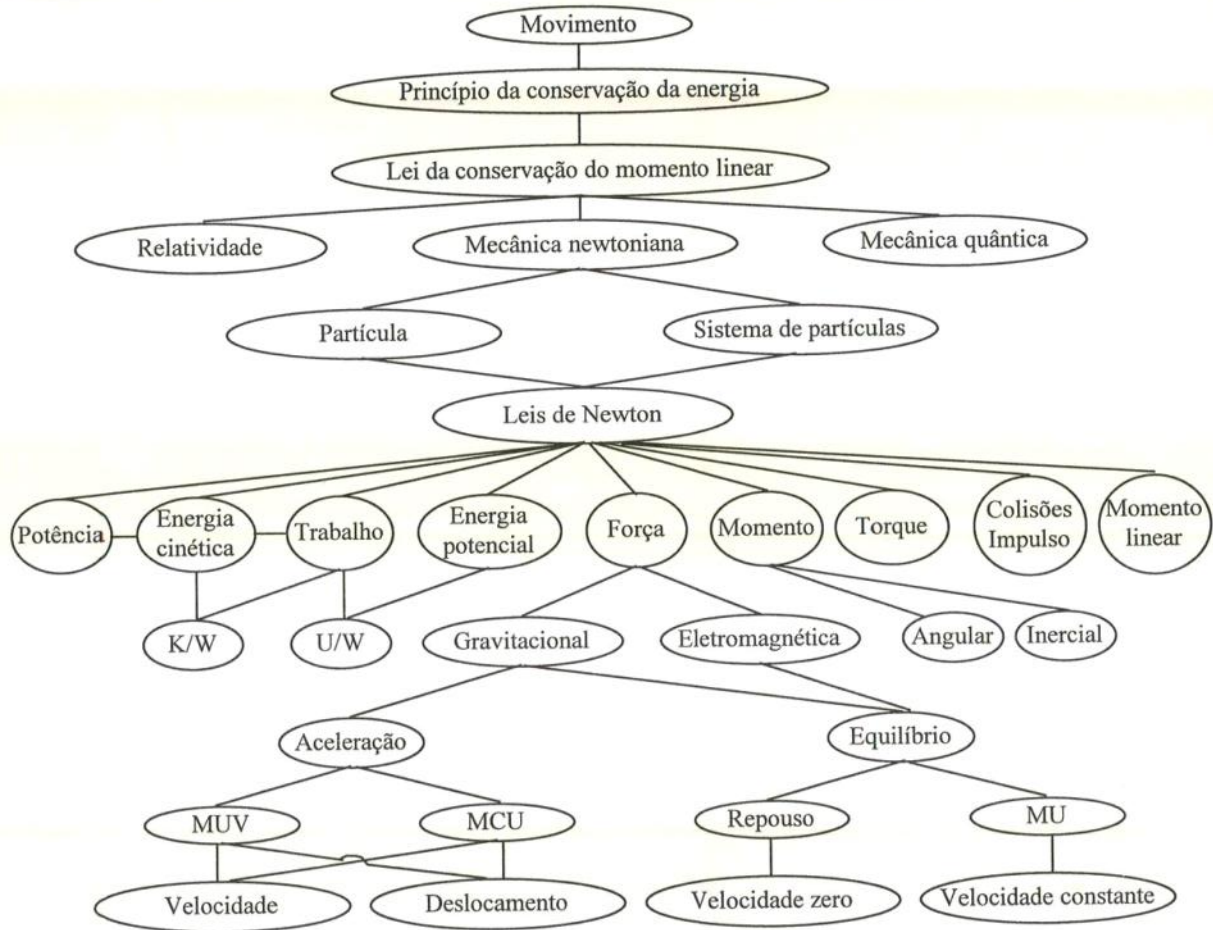 Movimento
Princípio da conservação da energia
Lei da conservação do momento linear
Relatividade
Mecânica newtoniana
Mecânica quântica
Partícula
Sistema de partículas
Leis de Newton
Potência
Energia
cinética
Trabalho
Energia
potencial
Força
Momento
Torque
Colisões
Impulso
Momento
linear
K/W
U/W
Gravitacional
Eletromagnética
Angular
Inercial
Aceleração
Equilíbrio
MUV
MCU
Repouso
MU
Velocidade
Deslocamento
Velocidade zero
Velocidade constante